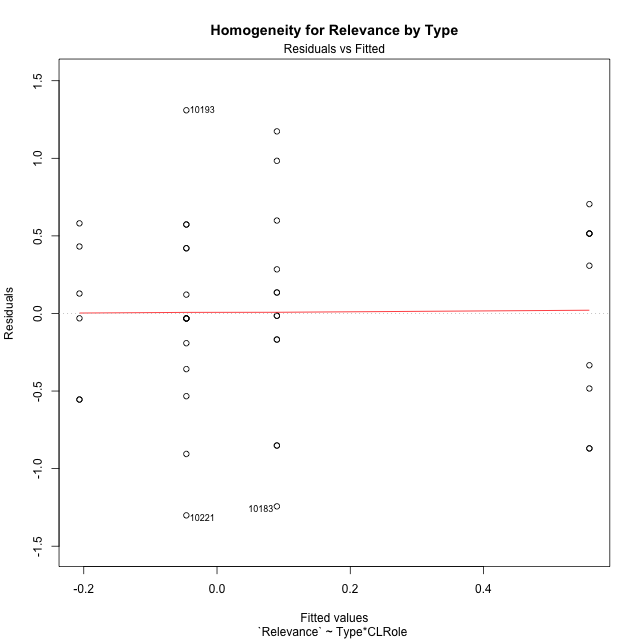 Homogeneity for Relevance by Type
Residuals vs Fitted
1.5
1.0
0.5
0.0
-0.5
-1.0
-1.5
Residuals
10193
10183
10221
-0.2 0.0 0.2 0.4
Fitted values
`Relevance` ~ Type*CLRole